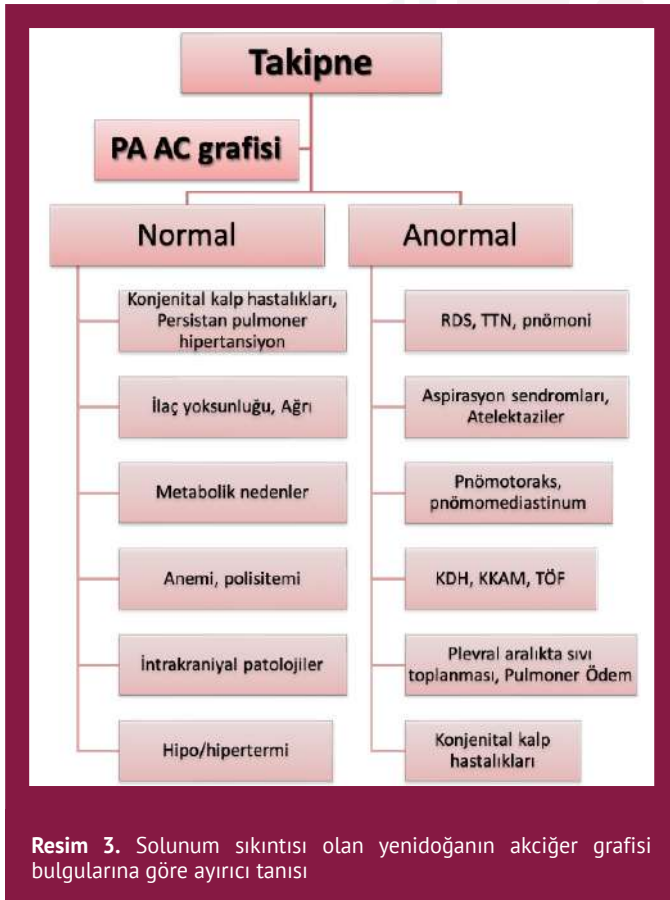 Takipne
PA AC grafisi
Normal
Konjenital kalp hastalıkları,
Persistan pulmoner
hipertansiyon
İlaç yoksunluğu, Ağrı
Metabolik nedenler
Anemi, polisitemi
İntrakraniyal patolojiler
Hipo/hipertermi
Anormal
RDS, TTN, pnömoni
Aspirasyon sendromları,
Atelektaziler
Pnömotoraks,
pnömomediastinum
KDH, KKAM, TÖF
Plevral aralıkta sıvı
toplanması, Pulmoner Ödem
Konjenital kalp
hastalıkları
Resim 3. Solunum sıkıntısı olan yenidoğanın akciğer grafisi
bulgularına göre ayırıcı tanısı